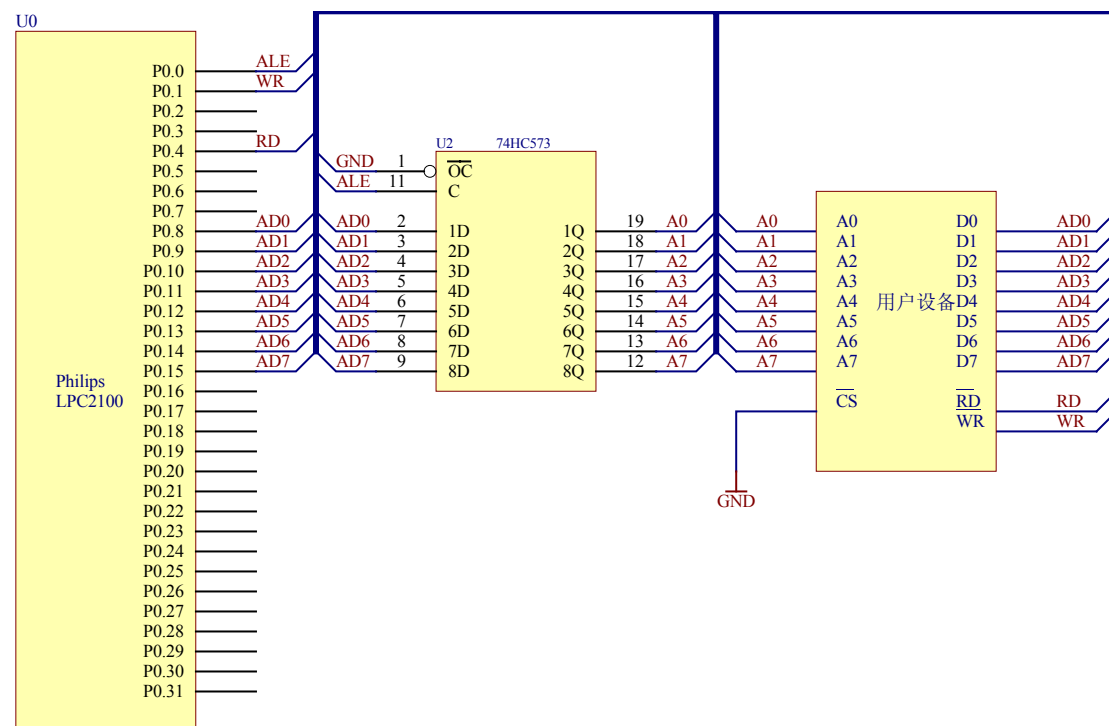 U0
P0.0
P0.1
P0.2
P0.3
P0.4
P0.5
P0.6
P0.7
P0.8
P0.9
P0.10
P0.11
P0.12
P0.13
P0.14
P0.15
P0.16
P0.17
P0.18
P0.19
P0.20
P0.21
P0.22
P0.23
P0.24
P0.25
P0.26
P0.27
P0.28
P0.29
P0.30
P0.31
Philips
LPC2100
ALE
WR
RD
AD0
AD1
AD2
AD3
AD4
AD5
AD6
AD7
GND 1
ALE 11
AD0 2
AD1 3
AD2 4
AD3 5
AD4 6
AD5 7
AD6 8
AD7 9
U2 74HC573
OC
C
1D 1Q
2D 2Q
3D 3Q
4D 4Q
5D 5Q
6D 6Q
7D 7Q
8D 8Q
19 A0
18 A1
17 A2
16 A3
15 A4
14 A5
13 A6
12 A7
A0
A1
A2
A3
A4
A5
A6
A7
GND
A0 D0
A1 D1
A2 D2
A3 D3
A4 用户设备 D4
A5 D5
A6 D6
A7 D7
CS RD
WR
AD0
AD1
AD2
AD3
AD4
AD5
AD6
AD7
RD
WR